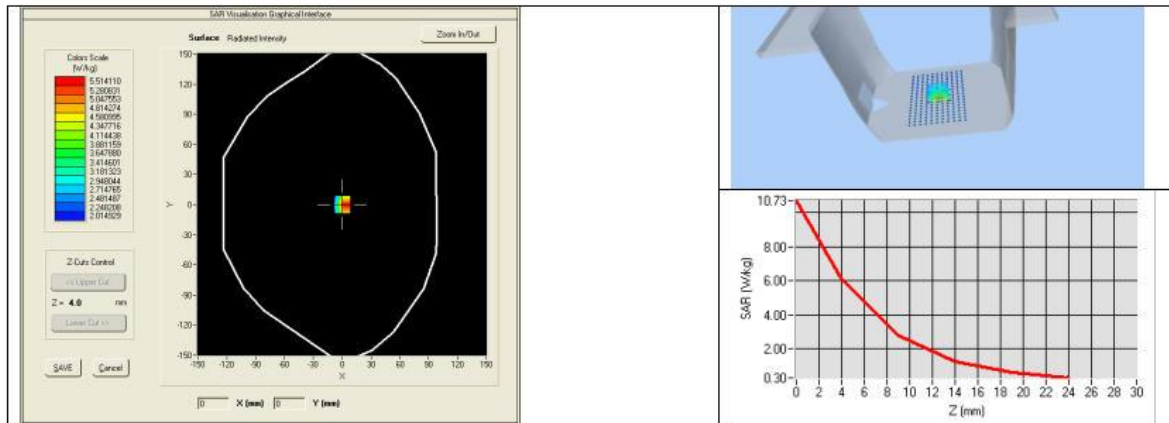 SAR Visualisation Graphical Interface
Surface Radiated Intensity
Zoom In/Out
Colors Scale
(W/kg)
5.514110
5.280831
5.047553
4.814274
4.580995
4.347716
4.114438
3.881159
3.647880
3.414601
3.181323
2.948044
2.714765
2.481487
2.248208
2.014929
Z-Cuts Control
<< Upper Cut
Z = 4.0 mm
Lower Cut >>
SAVE Cancel
150
120
90
60
30
0
-30
-60
-90
-120
-150
Y
-150 -120 -90 -60 -30 0 30 60 90 120 150
X
0 X (mm) 0 Y (mm)
10.73
8.00
6.00
4.00
2.00
0.30
SAR (W/kg)
0 2 4 6 8 10 12 14 16 18 20 22 24 26 28 30
Z (mm)